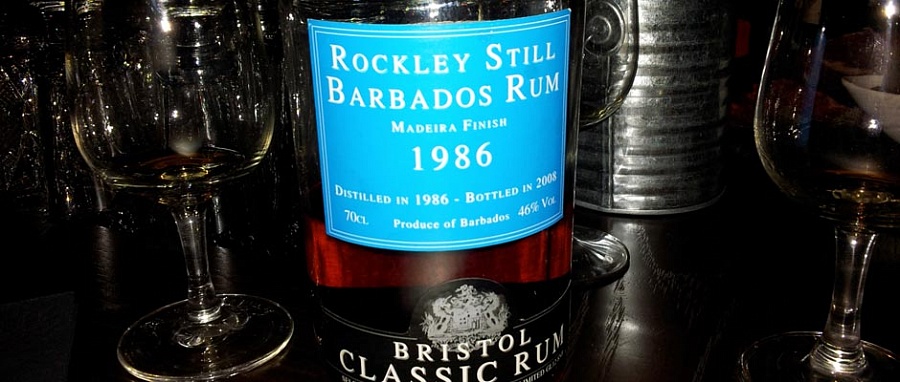 Rockley Still
Barbados Rum
Madeira Finish
1986
Distilled in 1986 - Bottled in 2008
70cl Produce of Barbados 46% Vol
Bristol
Classic Rum